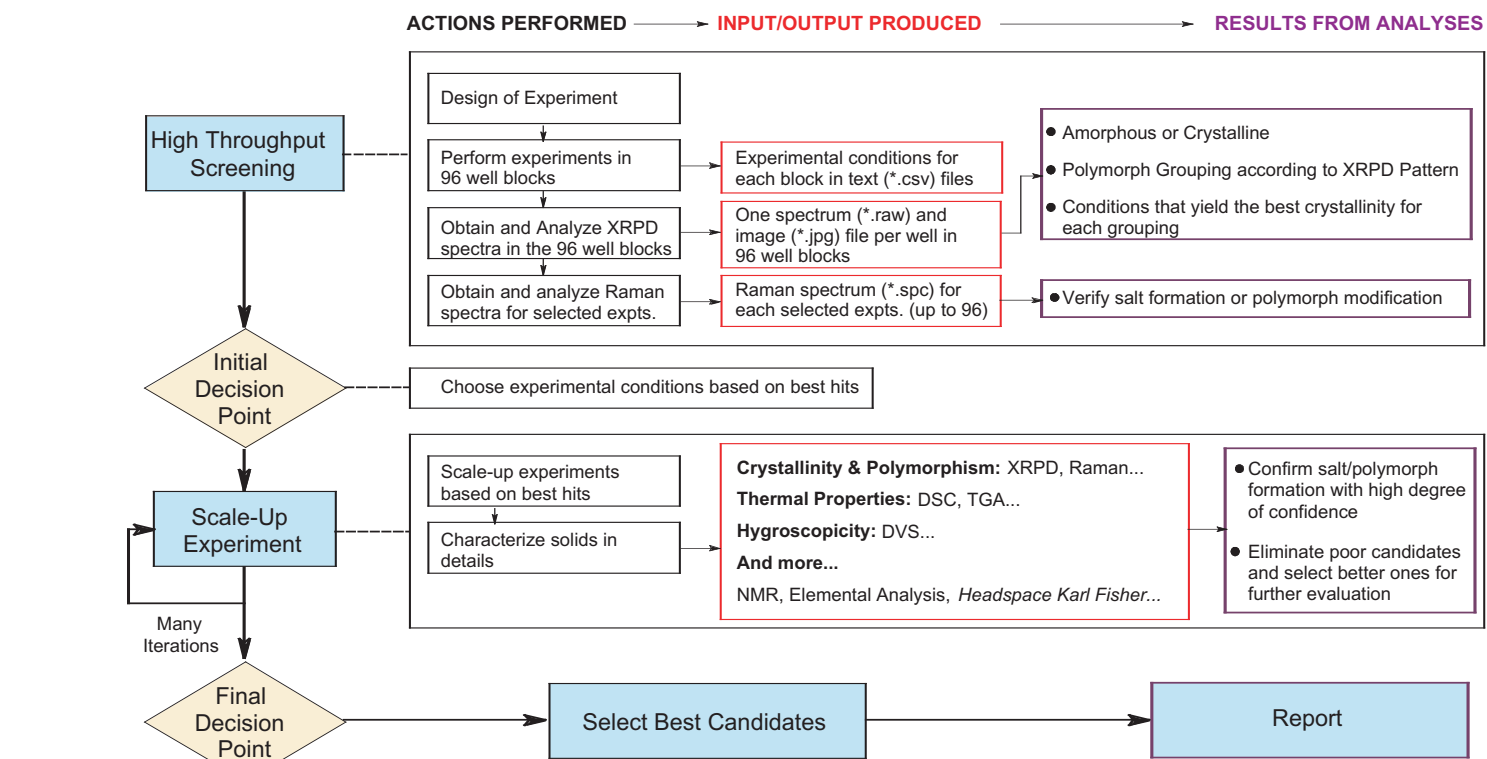 ACTIONS PERFORMED
INPUT/OUTPUT PRODUCED
RESULTS FROM ANALYSES
High Throughput
Screening
Design of Experiment
Perform experiments in
96 well blocks
Experimental conditions for
each block in text (*.csv) files
Obtain and Analyze XRPD
spectra in the 96 well blocks
One spectrum (*.raw) and
image (*.jpg) file per well in
96 well blocks
● Amorphous or Crystalline
● Polymorph Grouping according to XRPD Pattern
● Conditions that yield the best crystallinity for
each grouping
Obtain and analyze Raman
spectra for selected expts.
Raman spectrum (*.spc) for
each selected expts. (up to 96)
● Verify salt formation or polymorph modification
Initial
Decision
Point
Choose experimental conditions based on best hits
Scale-Up
Experiment
Many
Iterations
Scale-up experiments
based on best hits
Characterize solids in
details
Crystallinity & Polymorphism: XRPD, Raman...
Thermal Properties: DSC, TGA...
Hygroscopicity: DVS...
And more...
NMR, Elemental Analysis, Headspace Karl Fisher...
● Confirm salt/polymorph
formation with high degree
of confidence
● Eliminate poor candidates
and select better ones for
further evaluation
Final
Decision
Point
Select Best Candidates
Report